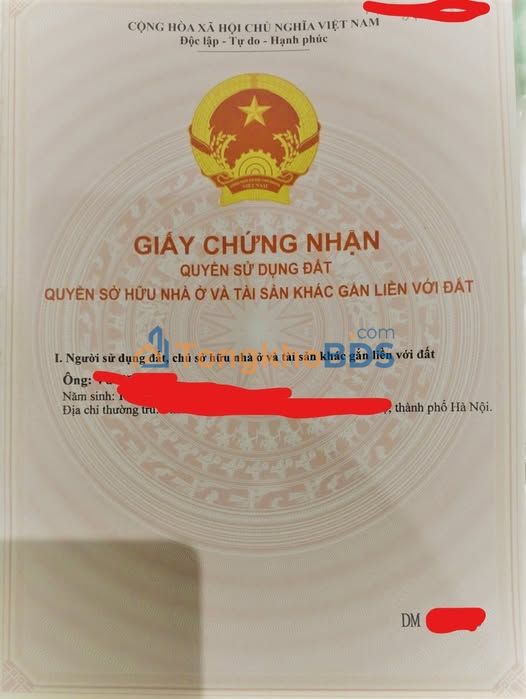 CỘNG HÒA XÃ HỘI CHỦ NGHĨA VIỆT NAM
Độc lập - Tự do - Hạnh phúc
VIỆT NAM
GIẤY CHỨNG NHẬN
QUYỀN SỬ DỤNG ĐẤT
QUYỀN SỞ HỮU NHÀ Ở VÀ TÀI SẢN KHÁC GẮN LIỀN VỚI ĐẤT
I. Người sử dụng đất, chủ sở hữu nhà ở và tài sản khác gắn liền với đất
TongkhoBDS.com
Ông:
Năm sinh:
Địa chỉ thường trú: , thành phố Hà Nội.
DM